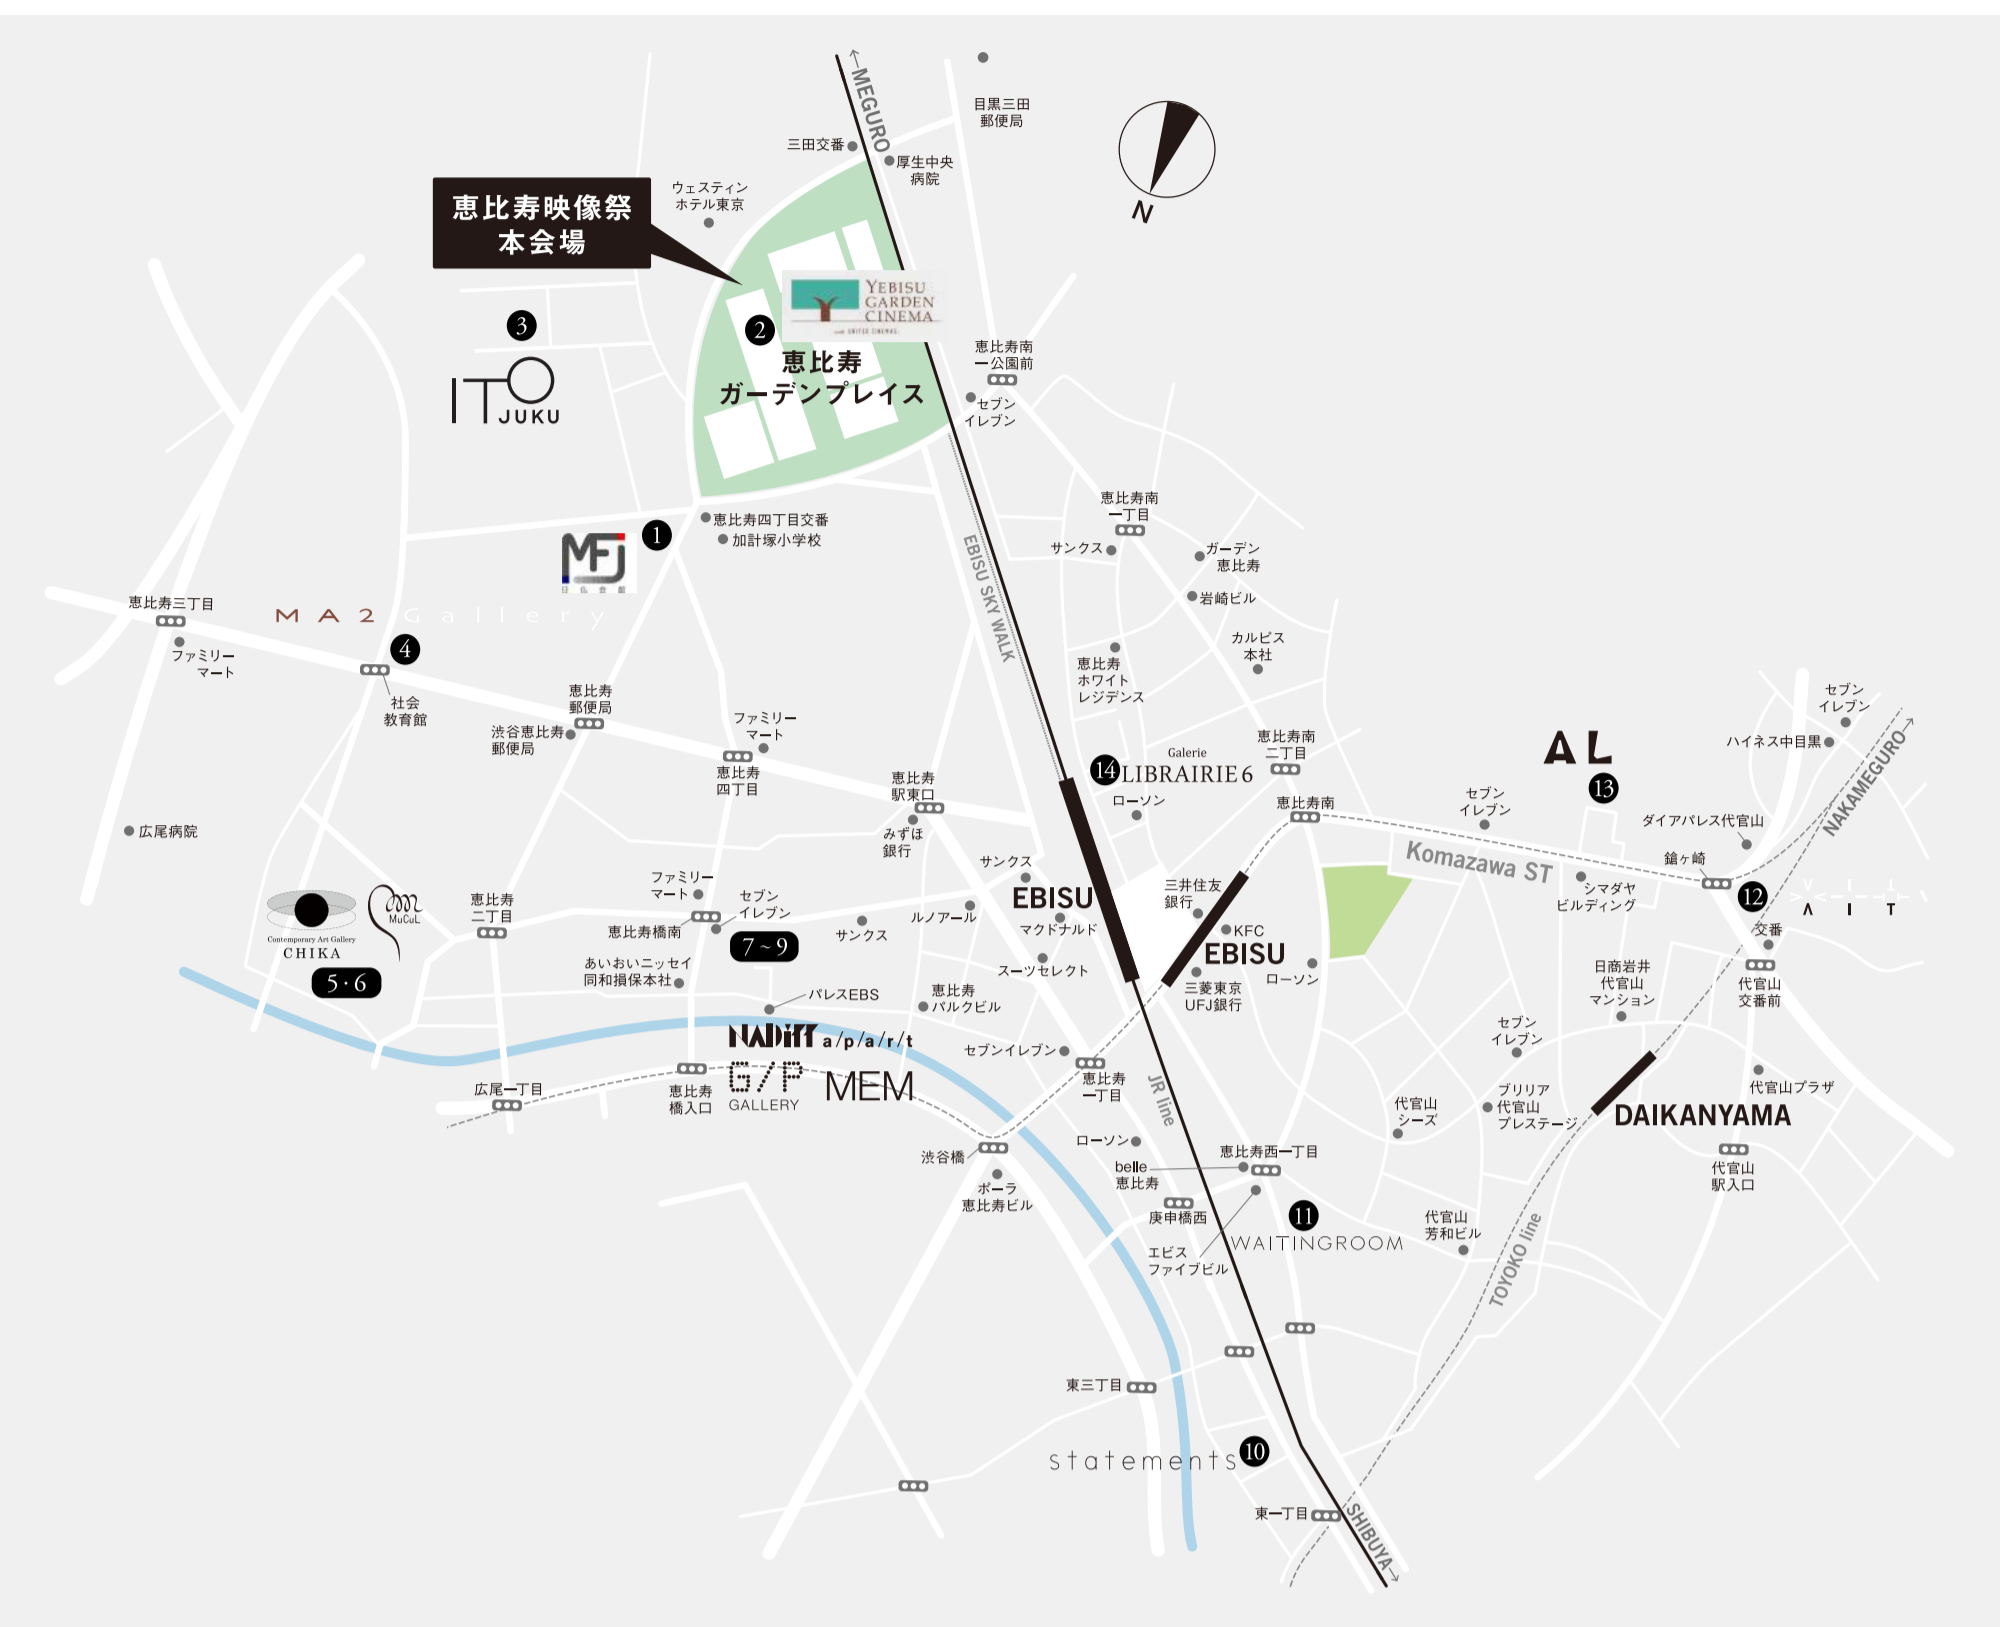 ←MEGURO
目黒三田
郵便局
三田交番
厚生中央
病院
N
ウェスティン
ホテル東京
恵比寿映像祭
本会場
YEBISU
GARDEN
CINEMA
UNITED CINEMAS
2
恵比寿
ガーデンプレイス
3
ITO
JUKU
恵比寿南
一公園前
セブン
イレブン
恵比寿四丁目交番
加計塚小学校
1
MFJ
日仏会館
EBISU SKY WALK
恵比寿南
一丁目
サンクス
ガーデン
恵比寿
岩崎ビル
カルピス
本社
恵比寿
ホワイト
レジデンス
恵比寿三丁目
ファミリー
マート
MA2 Gallery
4
社会
教育館
恵比寿
郵便局
渋谷恵比寿
郵便局
ファミリー
マート
恵比寿
四丁目
恵比寿
駅東口
みずほ
銀行
14
Galerie
LIBRAIRIE6
ローソン
恵比寿南
二丁目
恵比寿南
セブン
イレブン
AL
13
セブン
イレブン
ハイネス中目黒
NAKAMEGURO→
ダイアパレス代官山
鎗ヶ崎
Komazawa ST
シマダヤ
ビルディング
12
AIT
交番
代官山
交番前
日商岩井
代官山
マンション
広尾病院
Contemporary Art Gallery
CHIKA
MuCuL
5・6
恵比寿
二丁目
ファミリー
マート
セブン
イレブン
恵比寿橋南
7~9
あいおいニッセイ
同和損保本社
サンクス
ルノアール
サンクス
EBISU
マクドナルド
スーツセレクト
三井住友
銀行
KFC
EBISU
三菱東京
UFJ銀行
ローソン
パレスEBS
恵比寿
パルクビル
NADiff a/p/a/r/t
G/P
GALLERY
MEM
セブンイレブン
恵比寿
一丁目
広尾一丁目
恵比寿
橋入口
渋谷橋
ポーラ
恵比寿ビル
JR line
ローソン
belle
恵比寿
恵比寿西一丁目
庚申橋西
エビス
ファイブビル
11
WAITINGROOM
セブン
イレブン
ブリリア
代官山
プレステージ
代官山
シーズ
代官山
芳和ビル
DAIKANYAMA
代官山プラザ
代官山
駅入口
TOYOKO line
東三丁目
statements
10
東一丁目
SHIBUYA→